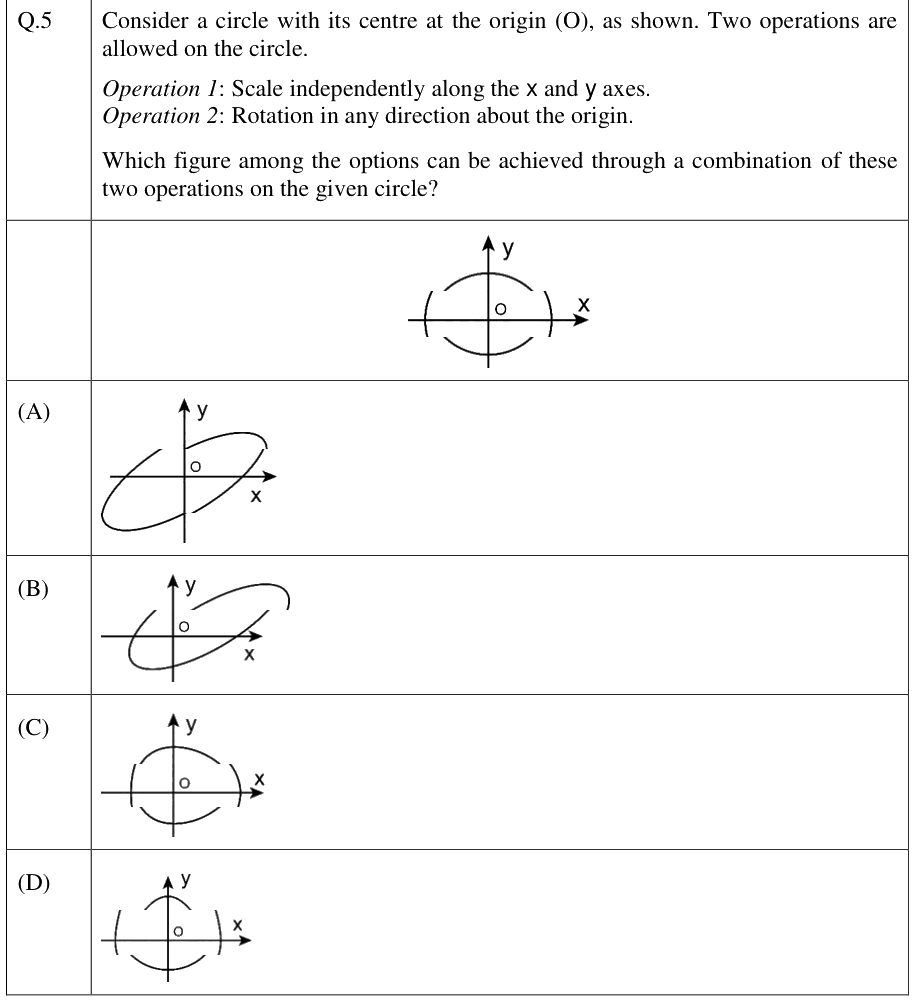 Q.5
Consider a circle with its centre at the origin (O), as shown. Two operations are
allowed on the circle.
Operation 1: Scale independently along the x and y axes.
Operation 2: Rotation in any direction about the origin.
Which figure among the options can be achieved through a combination of these
two operations on the given circle?
y
O
x
(A)
y
O
x
(B)
y
O
x
(C)
y
O
x
(D)
y
O
x